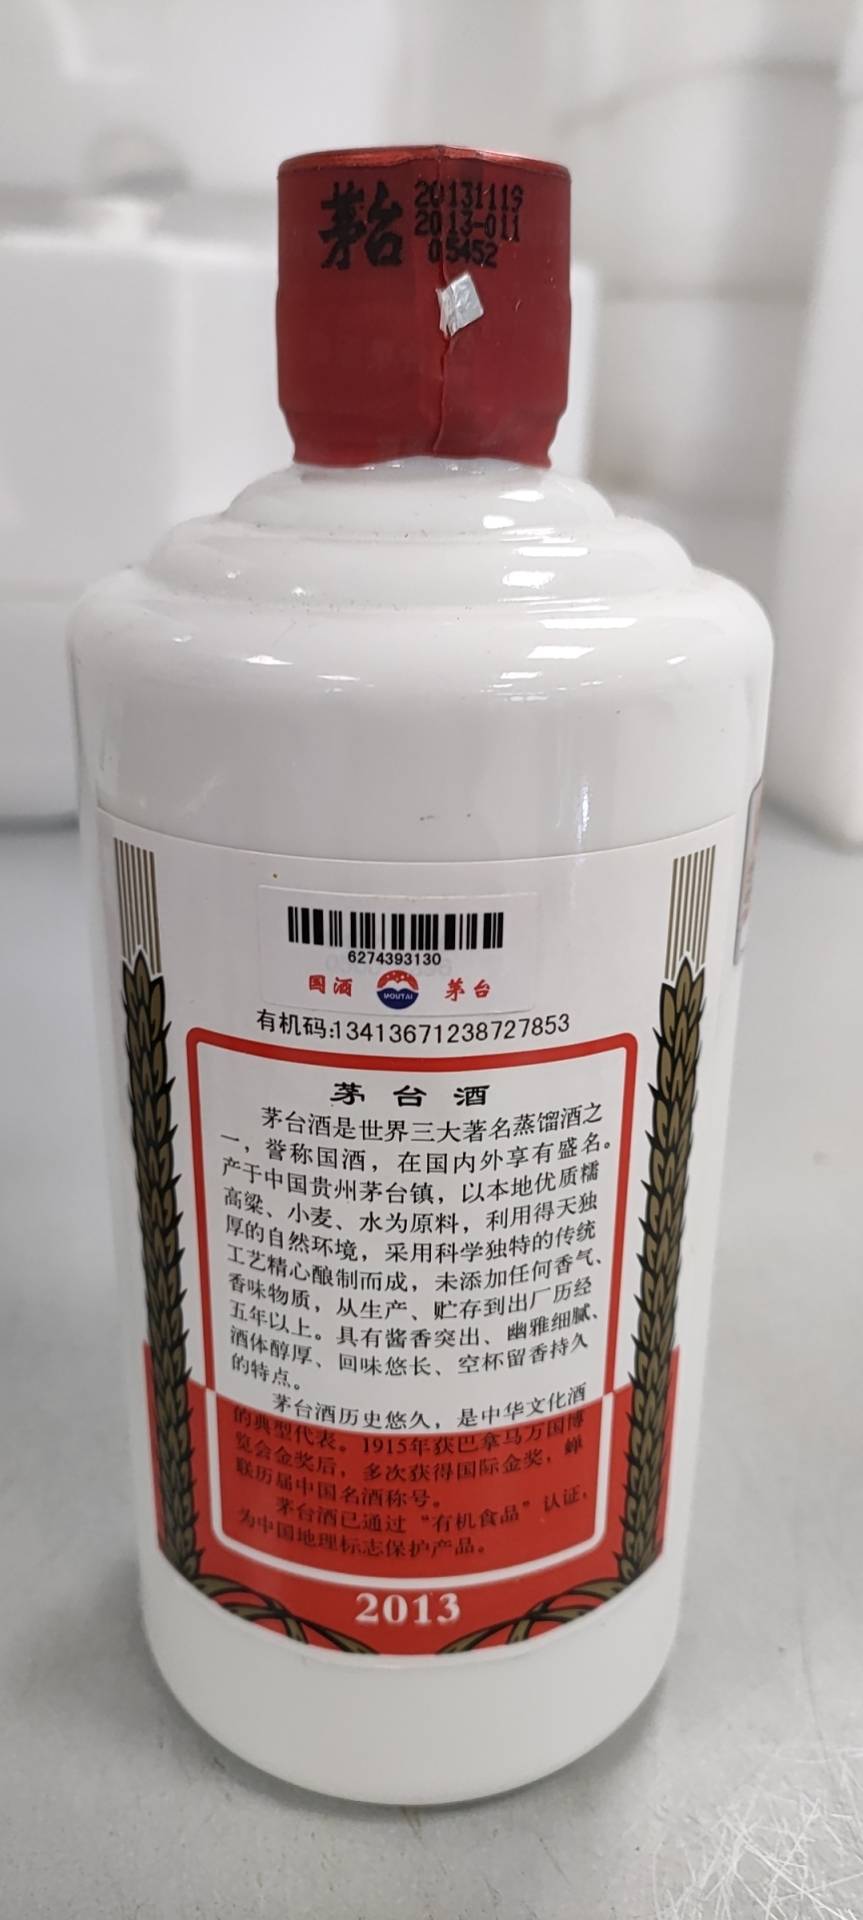 茅台
20131119
2013-011
05452
6274393130
国酒 MOUTAI 茅台
有机码:13413671238727853
茅台酒
茅台酒是世界三大著名蒸馏酒之
一，誉称国酒，在国内外享有盛名。
产于中国贵州茅台镇，以本地优质糯
高粱、小麦、水为原料，利用得天独
厚的自然环境，采用科学独特的传统
工艺精心酿制而成，未添加任何香气、
香味物质，从生产、贮存到出厂历经
五年以上。具有酱香突出、幽雅细腻、
酒体醇厚、回味悠长、空杯留香持久
的特点。
茅台酒历史悠久，是中华文化酒
的典型代表。1915年获巴拿马万国博
览会金奖后，多次获得国际金奖，蝉
联历届中国名酒称号。
茅台酒已通过“有机食品”认证，
为中国地理标志保护产品。
2013